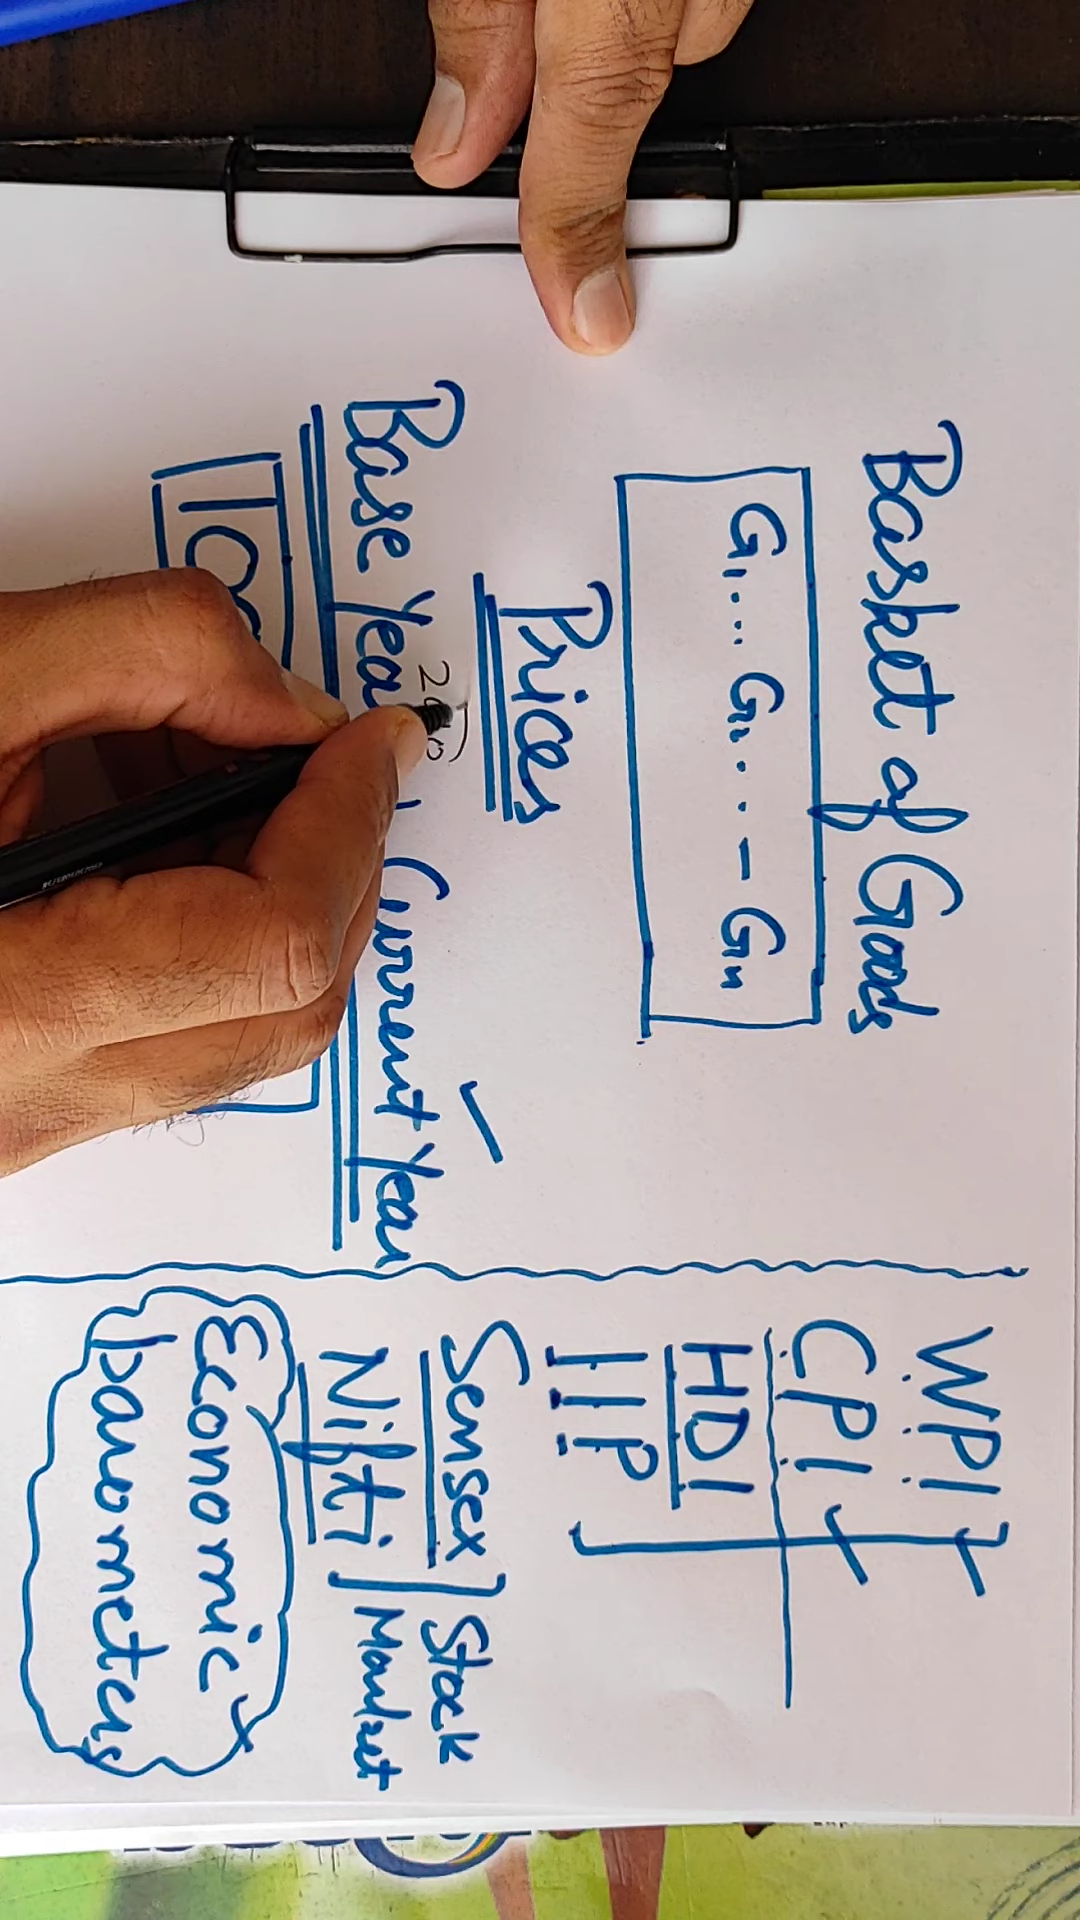 Basket of Goods
G₁ ... G₂ ... – Gₙ
Prices
Base Year
Current Year
WPI
CPI
HDI
IIP
Sensex
Nifti
Stock
Market
Economic
barometers